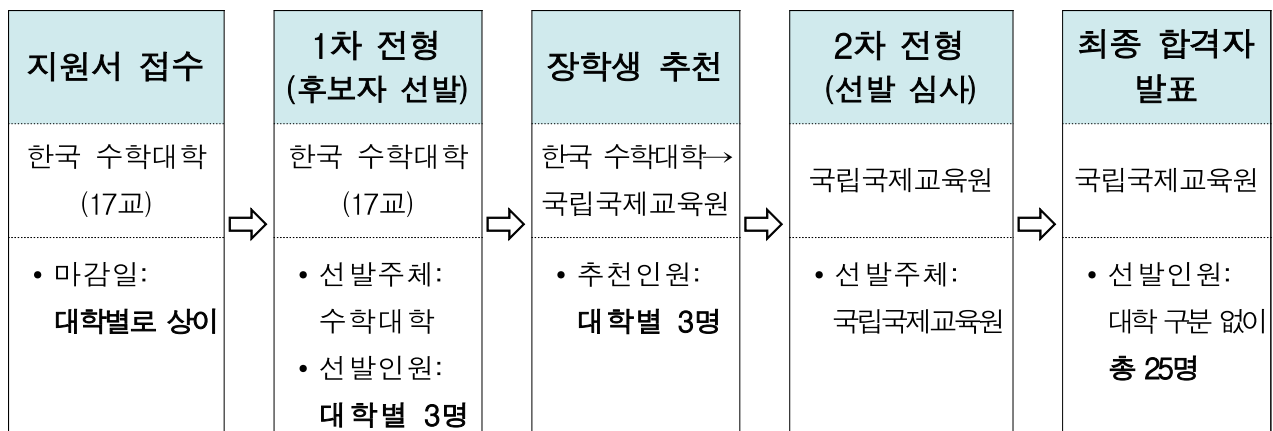 지원서 접수
한국 수학대학
(17교)
• 마감일:
대학별로 상이
1차 전형
(후보자 선발)
한국 수학대학
(17교)
• 선발주체:
수학대학
• 선발인원:
대학별 3명
장학생 추천
한국 수학대학→
국립국제교육원
• 추천인원:
대학별 3명
2차 전형
(선발 심사)
국립국제교육원
• 선발주체:
국립국제교육원
최종 합격자
발표
국립국제교육원
• 선발인원:
대학 구분 없이
총 25명